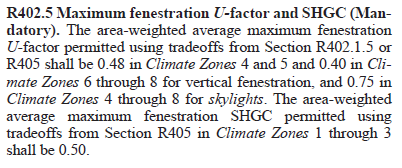 R402.5 Maximum fenestration U-factor and SHGC (Man-
datory). The area-weighted average maximum fenestration
U-factor permitted using tradeoffs from Section R402.1.5 or
R405 shall be 0.48 in Climate Zones 4 and 5 and 0.40 in Cli-
mate Zones 6 through 8 for vertical fenestration, and 0.75 in
Climate Zones 4 through 8 for skylights. The area-weighted
average maximum fenestration SHGC permitted using
tradeoffs from Section R405 in Climate Zones 1 through 3
shall be 0.50.